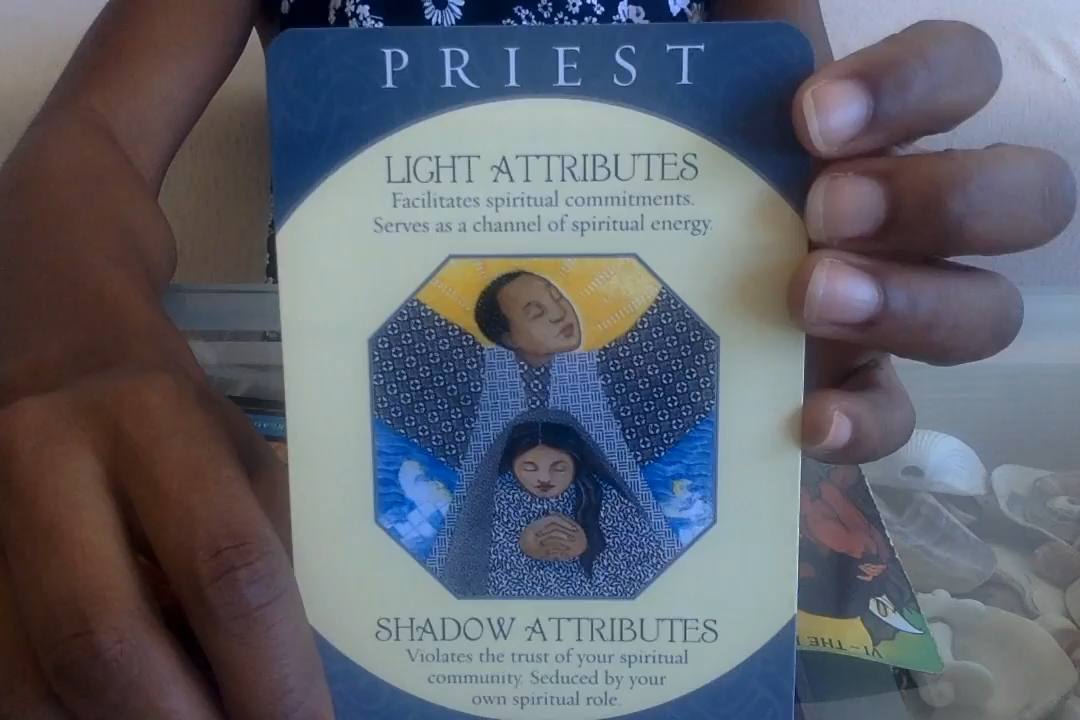 PRIEST
LIGHT ATTRIBUTES
Facilitates spiritual commitments.
Serves as a channel of spiritual energy.
SHADOW ATTRIBUTES
Violates the trust of your spiritual
community. Seduced by your
own spiritual role.
VI-THE